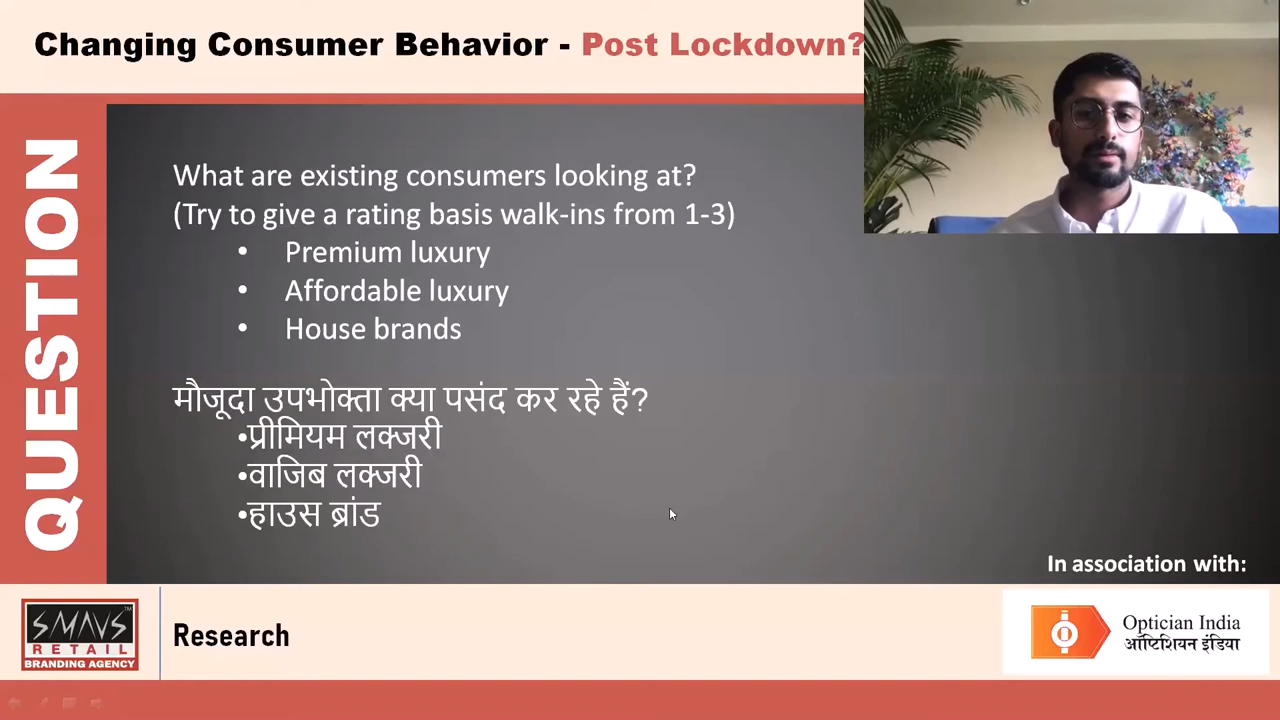 Changing Consumer Behavior - Post Lockdown?
QUESTION
What are existing consumers looking at?
(Try to give a rating basis walk-ins from 1-3)
• Premium luxury
• Affordable luxury
• House brands
मौजूदा उपभोक्ता क्या पसंद कर रहे हैं?
•प्रीमियम लक्जरी
•वाजिब लक्जरी
•हाउस ब्रांड
In association with:
SMAVS™
RETAIL
BRANDING AGENCY
Research
Optician India
ऑप्टिशियन इंडिया